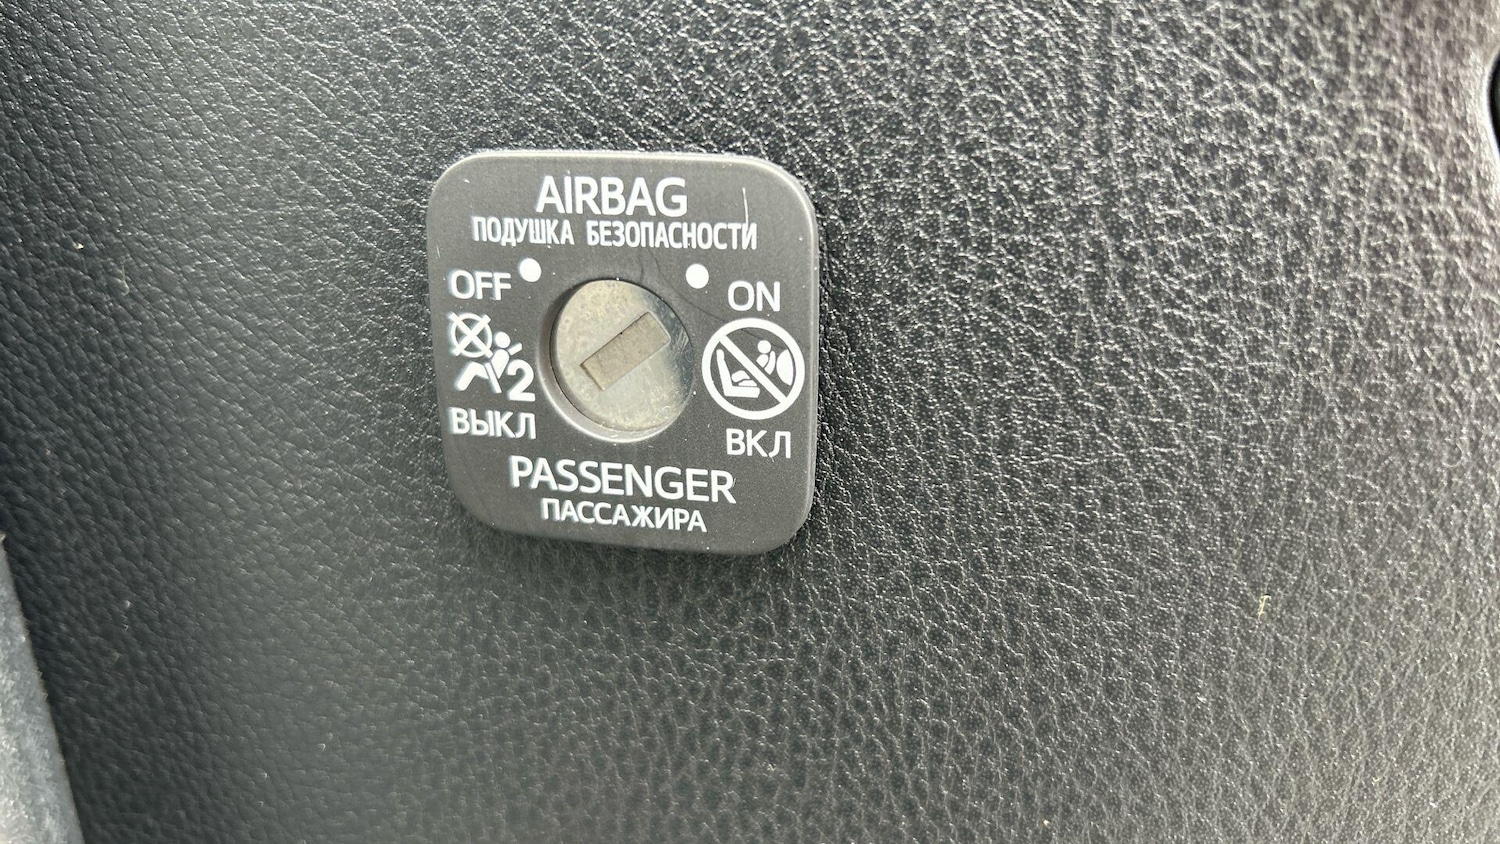 AIRBAG
ПОДУШКА БЕЗОПАСНОСТИ
OFF
ON
2
ВЫКЛ
ВКЛ
PASSENGER
ПАССАЖИРА